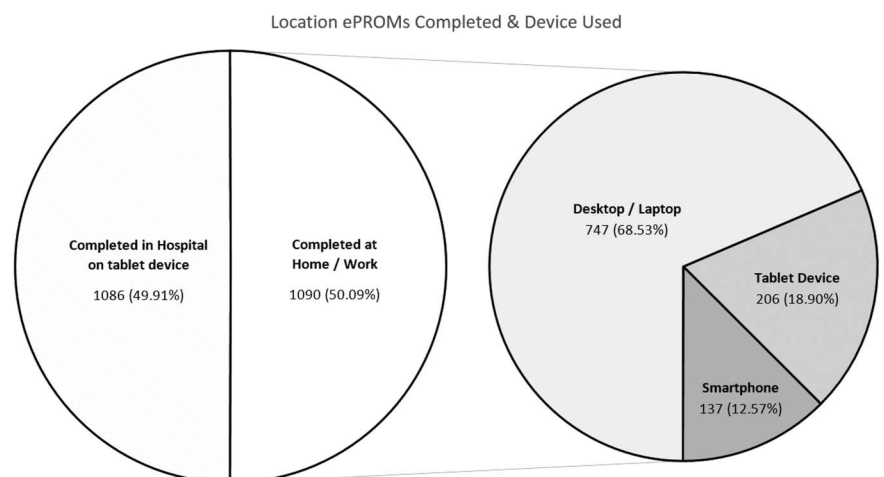 Location ePROMs Completed & Device Used
Completed in Hospital
on tablet device
1086 (49.91%)
Completed at
Home / Work
1090 (50.09%)
Desktop / Laptop
747 (68.53%)
Tablet Device
206 (18.90%)
Smartphone
137 (12.57%)